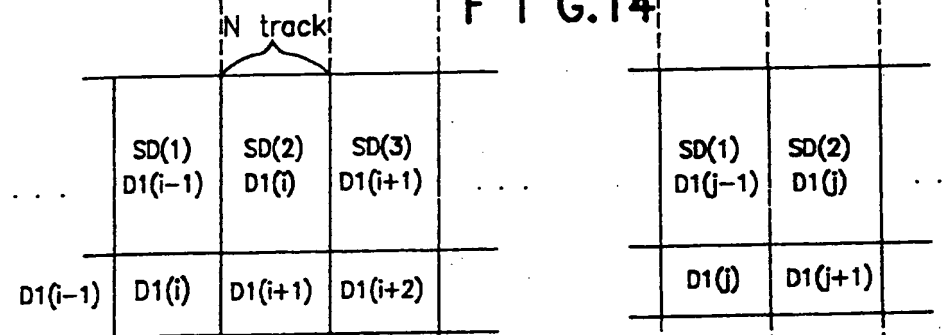 FIG.14
N track
SD(1) SD(2) SD(3) SD(1) SD(2)
... D1(i-1) D1(i) D1(i+1) ... D1(j-1) D1(j) ..
D1(i-1) D1(i) D1(i+1) D1(i+2) D1(j) D1(j+1)